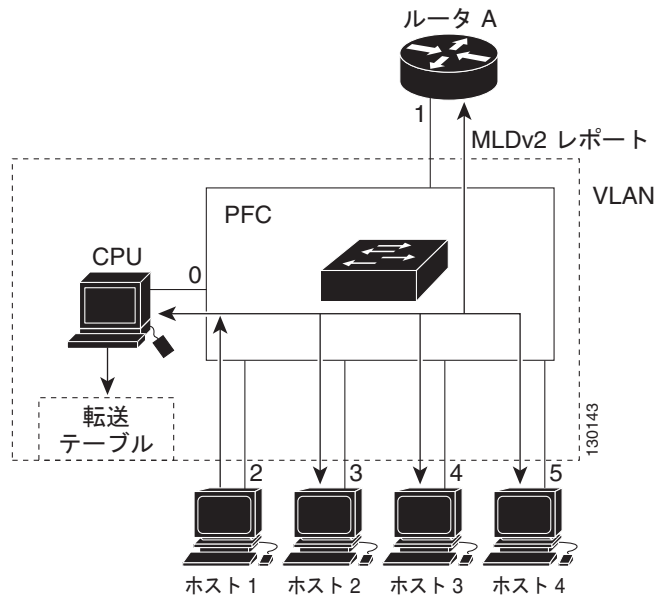 ルータ A
1
MLDv2 レポート
VLAN
PFC
CPU
0
転送
テーブル
130143
2
3
4
5
ホスト 1
ホスト 2
ホスト 3
ホスト 4